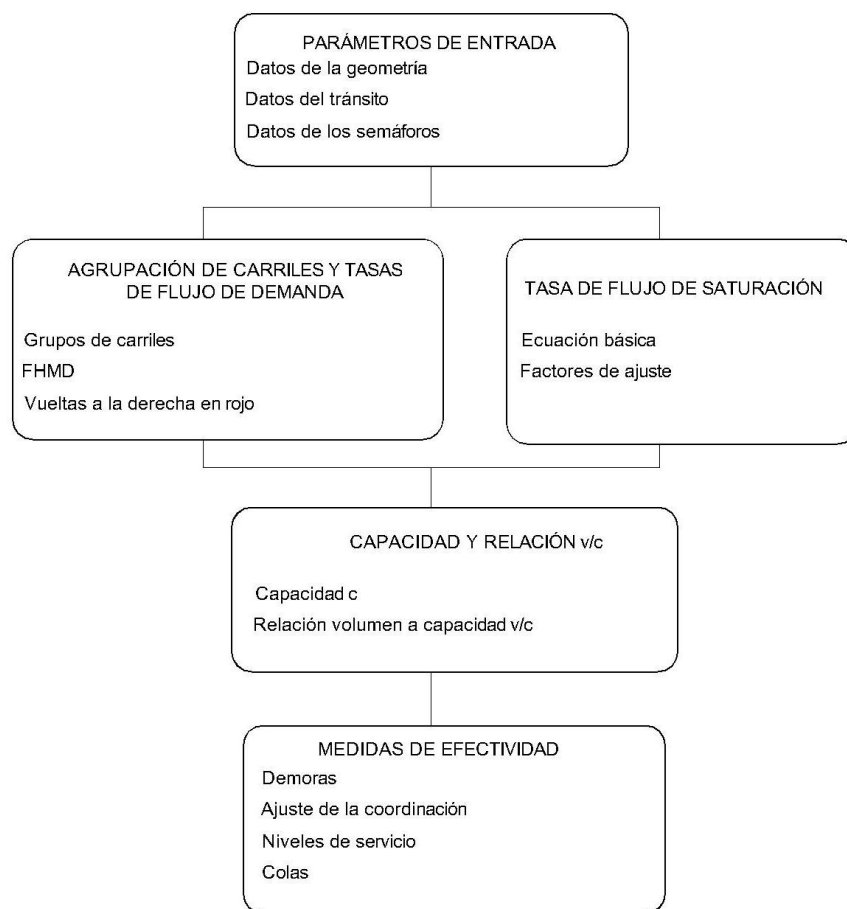 PARÁMETROS DE ENTRADA
Datos de la geometría
Datos del tránsito
Datos de los semáforos
AGRUPACIÓN DE CARRILES Y TASAS
DE FLUJO DE DEMANDA
Grupos de carriles
FHMD
Vueltas a la derecha en rojo
TASA DE FLUJO DE SATURACIÓN
Ecuación básica
Factores de ajuste
CAPACIDAD Y RELACIÓN v/c
Capacidad c
Relación volumen a capacidad v/c
MEDIDAS DE EFECTIVIDAD
Demoras
Ajuste de la coordinación
Niveles de servicio
Colas